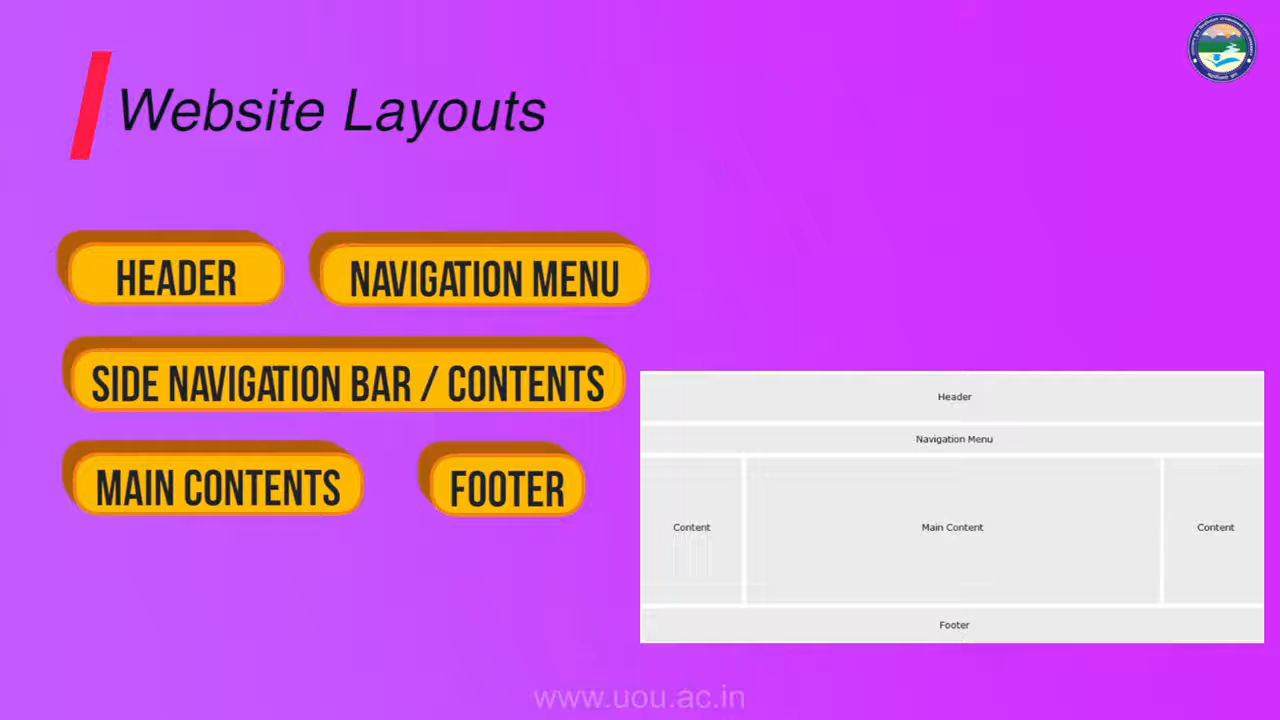 Website Layouts
HEADER
NAVIGATION MENU
SIDE NAVIGATION BAR / CONTENTS
MAIN CONTENTS
FOOTER
Header
Navigation Menu
Content
Main Content
Content
Footer
www.uou.ac.in